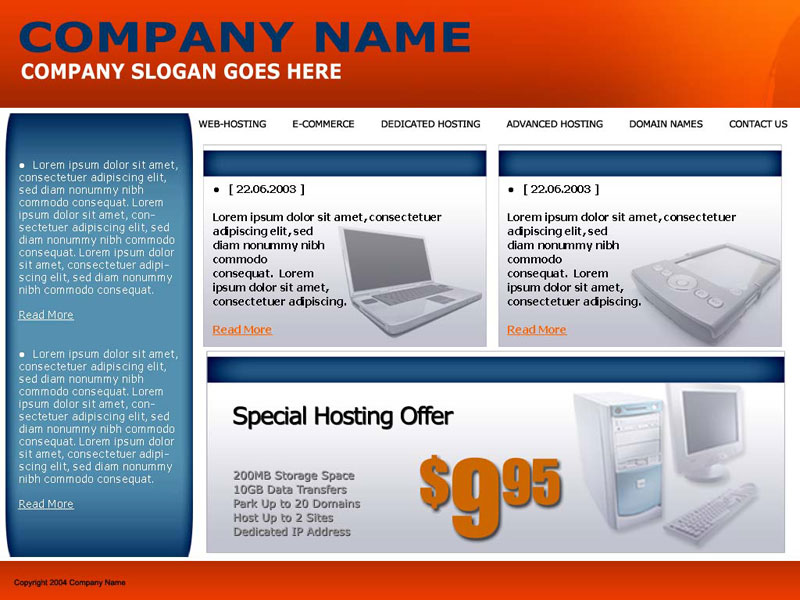 COMPANY NAME
COMPANY SLOGAN GOES HERE
WEB-HOSTING E-COMMERCE DEDICATED HOSTING ADVANCED HOSTING DOMAIN NAMES CONTACT US
● Lorem ipsum dolor sit amet,
consectetuer adipiscing elit,
sed diam nonummy nibh
commodo consequat. Lorem
ipsum dolor sit amet, con-
sectetuer adipiscing elit, sed
diam nonummy nibh commodo
consequat. Lorem ipsum dolor
sit amet, consectetuer adipi-
scing elit, sed diam nonummy
nibh commodo consequat.
Read More
● Lorem ipsum dolor sit amet,
consectetuer adipiscing elit,
sed diam nonummy nibh
commodo consequat. Lorem
ipsum dolor sit amet, con-
sectetuer adipiscing elit, sed
diam nonummy nibh commodo
consequat. Lorem ipsum dolor
sit amet, consectetuer adipi-
scing elit, sed diam nonummy
nibh commodo consequat.
Read More
● [ 22.06.2003 ]
Lorem ipsum dolor sit amet, consectetuer
adipiscing elit, sed
diam nonummy nibh
commodo
consequat. Lorem
ipsum dolor sit amet,
consectetuer adipiscing.
Read More
● [ 22.06.2003 ]
Lorem ipsum dolor sit amet, consectetuer
adipiscing elit, sed
diam nonummy nibh
commodo
consequat. Lorem
ipsum dolor sit amet,
consectetuer adipiscing.
Read More
Special Hosting Offer
200MB Storage Space
10GB Data Transfers
Park Up to 20 Domains
Host Up to 2 Sites
Dedicated IP Address
$9.95
Copyright 2004 Company Name